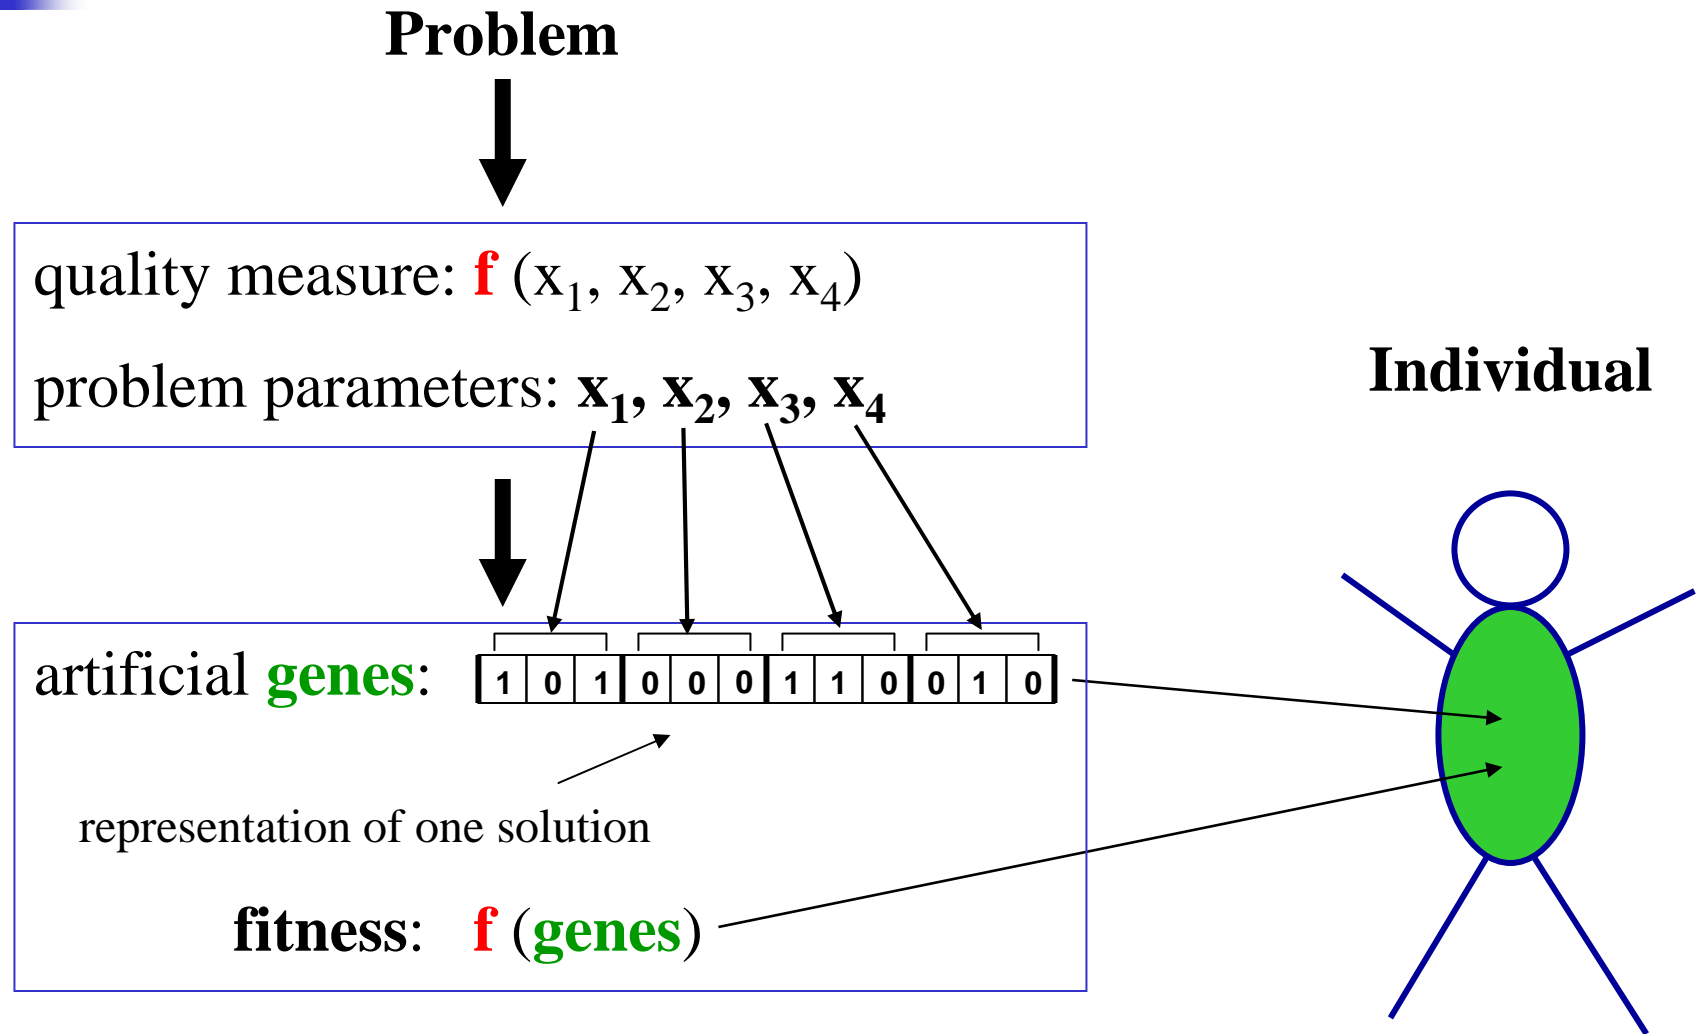 Problem
quality measure: f (x₁, x₂, x₃, x₄)
problem parameters: x₁, x₂, x₃, x₄
Individual
artificial genes: 1 0 1 0 0 0 1 1 0 0 1 0
representation of one solution
fitness: f (genes)